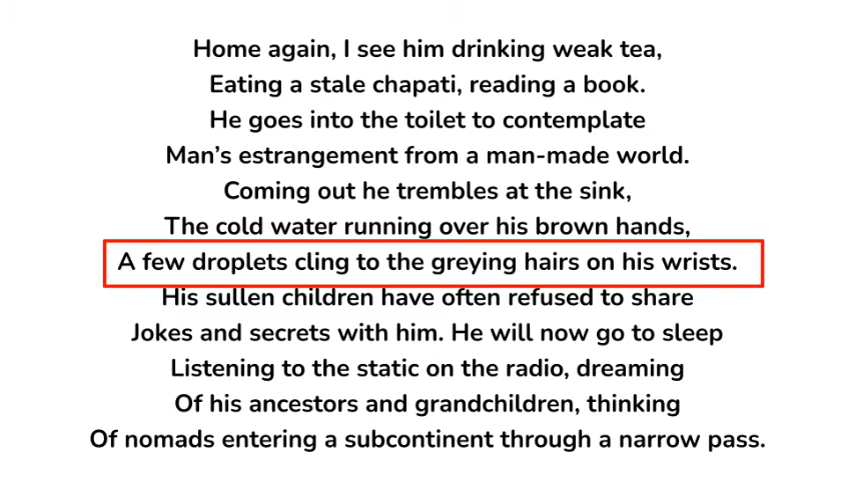 Home again, I see him drinking weak tea,
Eating a stale chapati, reading a book.
He goes into the toilet to contemplate
Man’s estrangement from a man-made world.
Coming out he trembles at the sink,
The cold water running over his brown hands,
A few droplets cling to the greying hairs on his wrists.
His sullen children have often refused to share
Jokes and secrets with him. He will now go to sleep
Listening to the static on the radio, dreaming
Of his ancestors and grandchildren, thinking
Of nomads entering a subcontinent through a narrow pass.